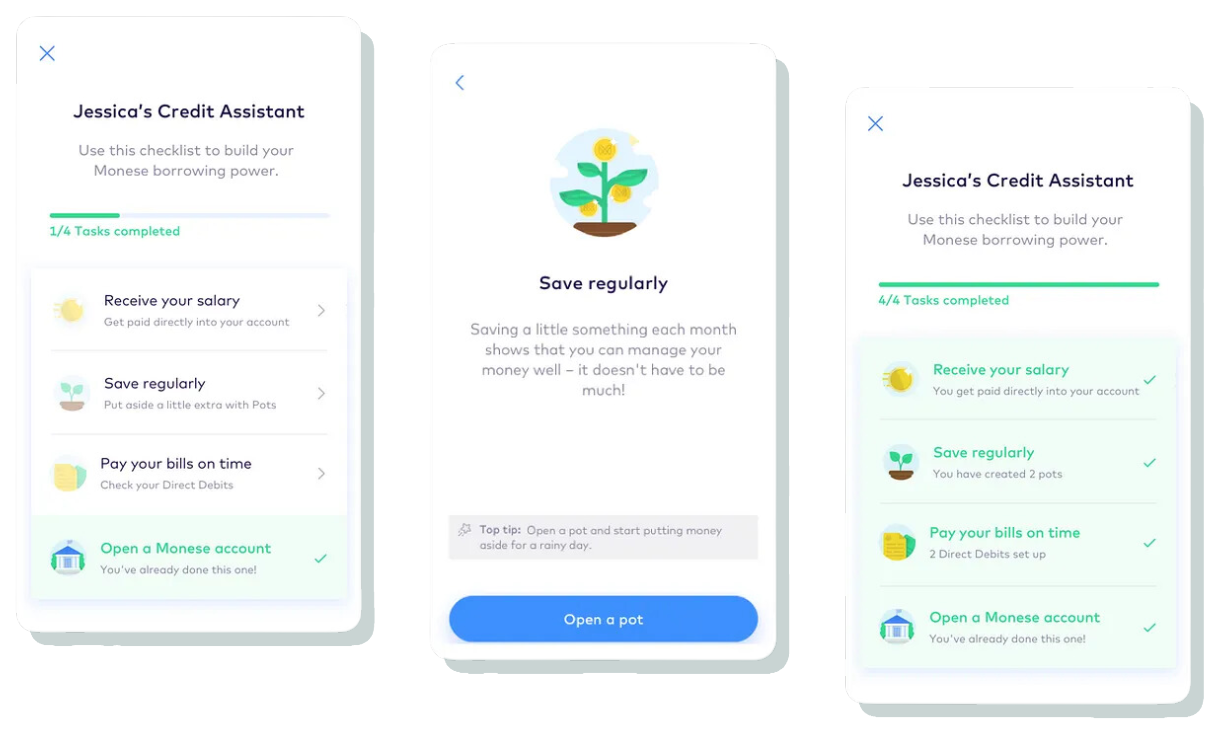 Jessica's Credit Assistant
Use this checklist to build your
Monese borrowing power.
1/4 Tasks completed
Receive your salary
Get paid directly into your account
Save regularly
Put aside a little extra with Pots
Pay your bills on time
Check your Direct Debits
Open a Monese account
You've already done this one!
Save regularly
Saving a little something each month
shows that you can manage your
money well – it doesn't have to be
much!
Top tip: Open a pot and start putting money
aside for a rainy day.
Open a pot
Jessica's Credit Assistant
Use this checklist to build your
Monese borrowing power.
4/4 Tasks completed
Receive your salary
You get paid directly into your account
Save regularly
You have created 2 pots
Pay your bills on time
2 Direct Debits set up
Open a Monese account
You've already done this one!